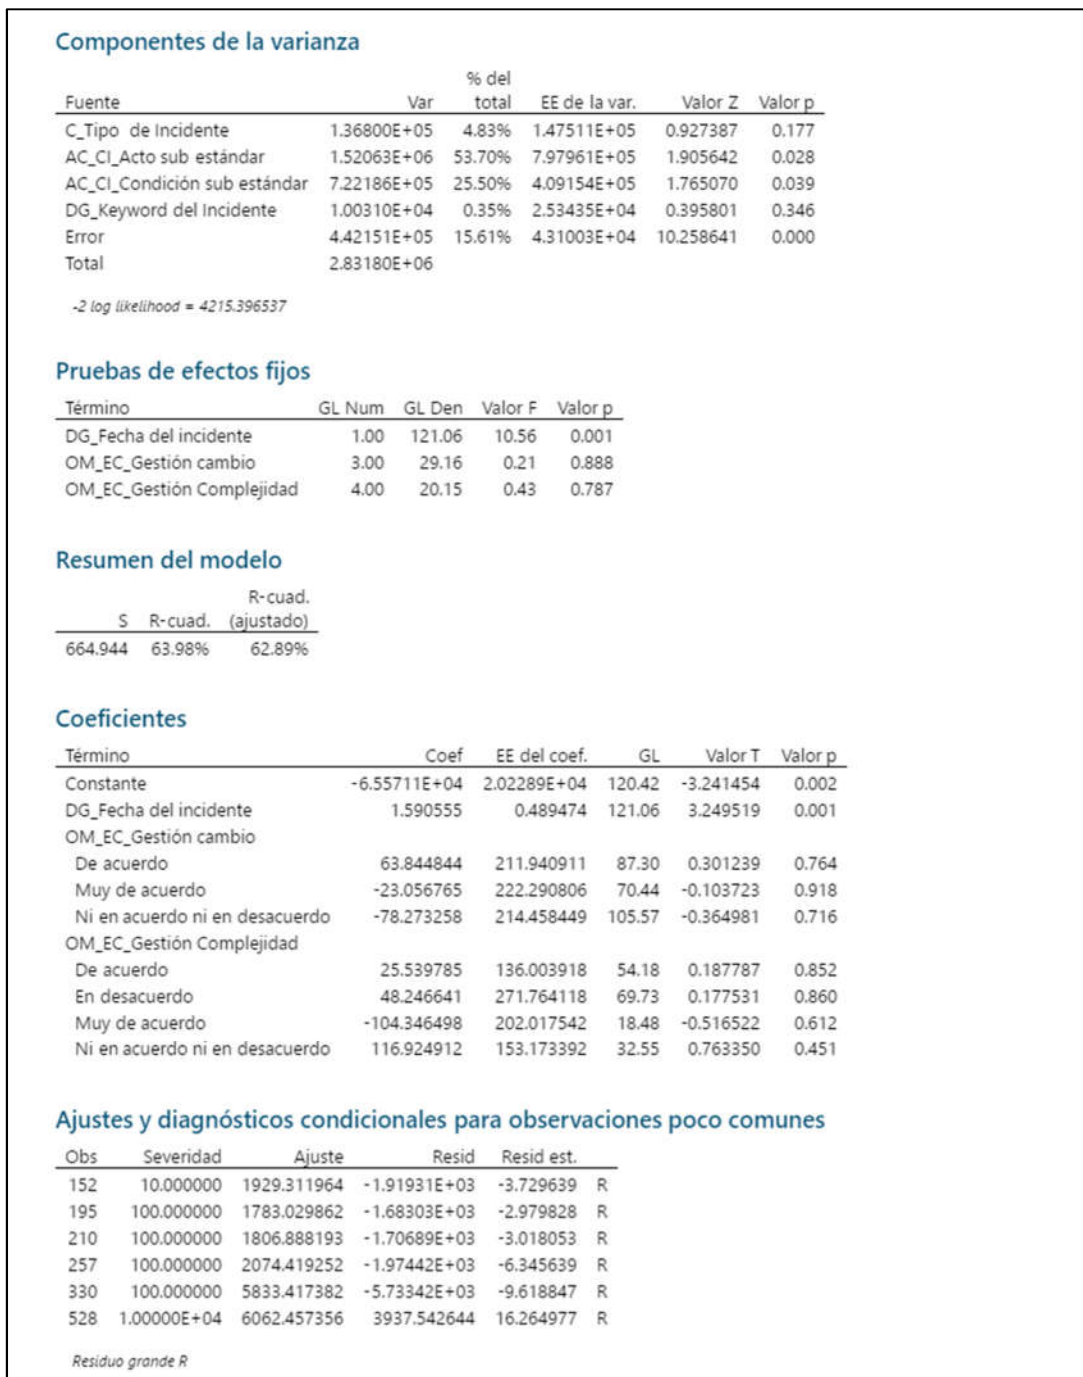 Componentes de la varianza
% del
Fuente Var total EE de la var. Valor Z Valor p
C_Tipo de Incidente 1.36800E+05 4.83% 1.47511E+05 0.927387 0.177
AC_CI_Acto sub estándar 1.52063E+06 53.70% 7.97961E+05 1.905642 0.028
AC_CI_Condición sub estándar 7.22186E+05 25.50% 4.09154E+05 1.765070 0.039
DG_Keyword del Incidente 1.00310E+04 0.35% 2.53435E+04 0.395801 0.346
Error 4.42151E+05 15.61% 4.31003E+04 10.258641 0.000
Total 2.83180E+06
-2 log likelihood = 4215.396537
Pruebas de efectos fijos
Término GL Num GL Den Valor F Valor p
DG_Fecha del incidente 1.00 121.06 10.56 0.001
OM_EC_Gestión cambio 3.00 29.16 0.21 0.888
OM_EC_Gestión Complejidad 4.00 20.15 0.43 0.787
Resumen del modelo
R-cuad.
S R-cuad. (ajustado)
664.944 63.98% 62.89%
Coeficientes
Término Coef EE del coef. GL Valor T Valor p
Constante -6.55711E+04 2.02289E+04 120.42 -3.241454 0.002
DG_Fecha del incidente 1.590555 0.489474 121.06 3.249519 0.001
OM_EC_Gestión cambio
De acuerdo 63.844844 211.940911 87.30 0.301239 0.764
Muy de acuerdo -23.056765 222.290806 70.44 -0.103723 0.918
Ni en acuerdo ni en desacuerdo -78.273258 214.458449 105.57 -0.364981 0.716
OM_EC_Gestión Complejidad
De acuerdo 25.539785 136.003918 54.18 0.187787 0.852
En desacuerdo 48.246641 271.764118 69.73 0.177531 0.860
Muy de acuerdo -104.346498 202.017542 18.48 -0.516522 0.612
Ni en acuerdo ni en desacuerdo 116.924912 153.173392 32.55 0.763350 0.451
Ajustes y diagnósticos condicionales para observaciones poco comunes
Obs Severidad Ajuste Resid Resid est.
152 10.000000 1929.311964 -1.91931E+03 -3.729639 R
195 100.000000 1783.029862 -1.68303E+03 -2.979828 R
210 100.000000 1806.888193 -1.70689E+03 -3.018053 R
257 100.000000 2074.419252 -1.97442E+03 -6.345639 R
330 100.000000 5833.417382 -5.73342E+03 -9.618847 R
528 1.00000E+04 6062.457356 3937.542644 16.264977 R
Residuo grande R